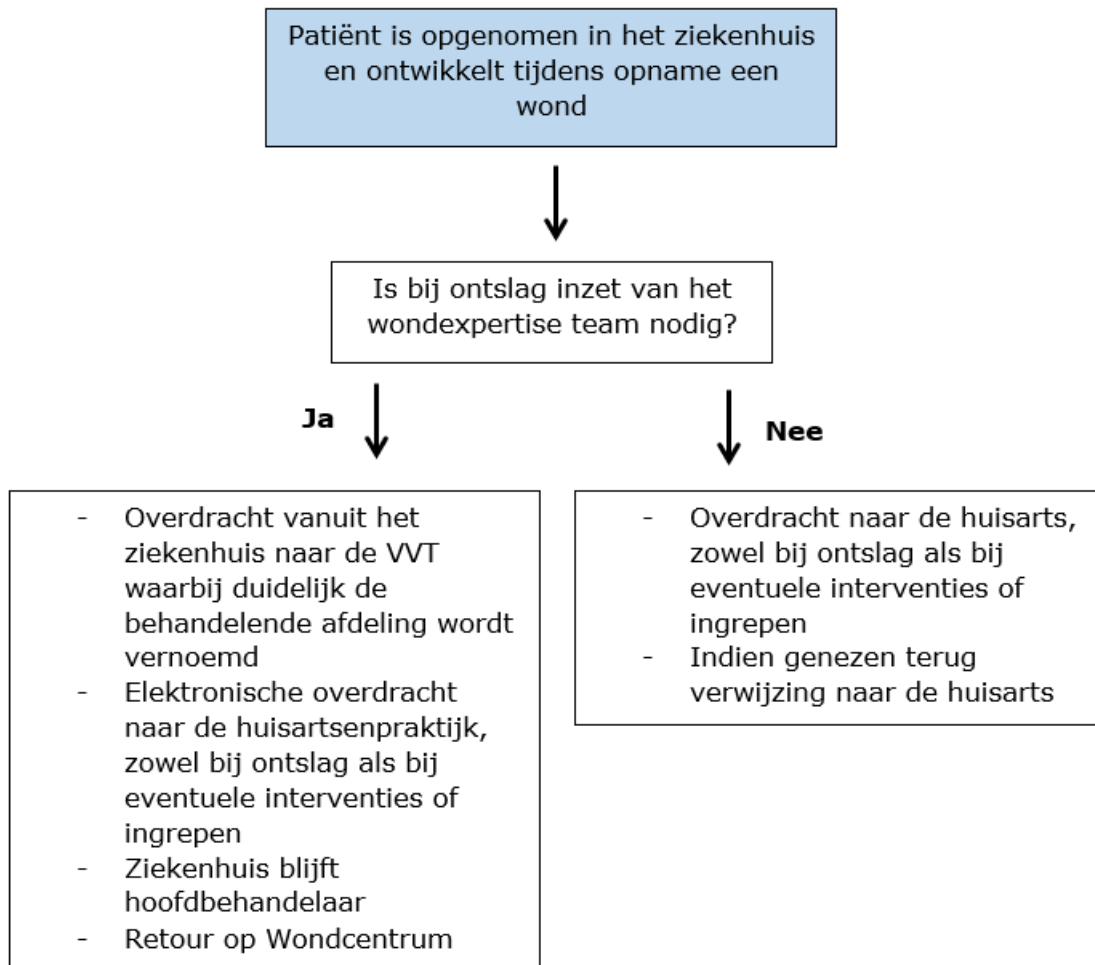 Patiënt is opgenomen in het ziekenhuis
en ontwikkelt tijdens opname een
wond
Is bij ontslag inzet van het
wondexpertise team nodig?
Ja
Nee
- Overdracht vanuit het
ziekenhuis naar de VVT
waarbij duidelijk de
behandelende afdeling wordt
vernoemd
- Elektronische overdracht
naar de huisartsenpraktijk,
zowel bij ontslag als bij
eventuele interventies of
ingrepen
- Ziekenhuis blijft
hoofdbehandelaar
- Retour op Wondcentrum
- Overdracht naar de huisarts,
zowel bij ontslag als bij
eventuele interventies of
ingrepen
- Indien genezen terug
verwijzing naar de huisarts